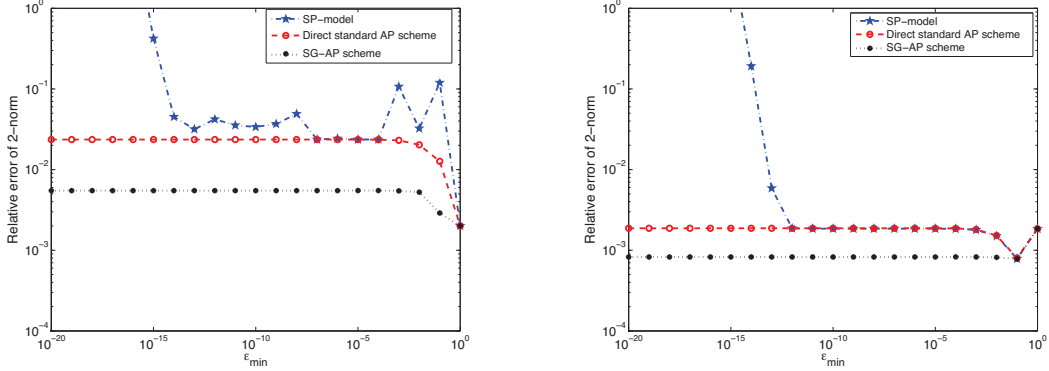 10^0
10^-1
10^-2
10^-3
10^-4
Relative error of 2-norm
SP-model
Direct standard AP scheme
SG-AP scheme
10^-20
10^-15
10^-10
10^-5
10^0
ε_min
10^0
10^-1
10^-2
10^-3
10^-4
Relative error of 2-norm
SP-model
Direct standard AP scheme
SG-AP scheme
10^-20
10^-15
10^-10
10^-5
10^0
ε_min